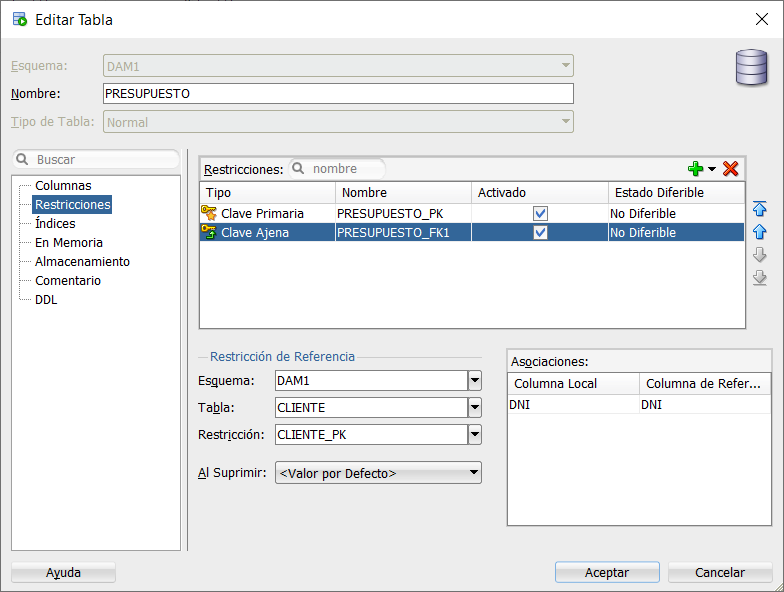 Editar Tabla
Esquema: DAM1
Nombre: PRESUPUESTO
Tipo de Tabla: Normal
Buscar
Columnas
Restricciones
Índices
En Memoria
Almacenamiento
Comentario
DDL
Restricciones: nombre
Tipo Nombre Activado Estado Diferible
Clave Primaria PRESUPUESTO_PK No Diferible
Clave Ajena PRESUPUESTO_FK1 No Diferible
Restricción de Referencia
Esquema: DAM1
Tabla: CLIENTE
Restricción: CLIENTE_PK
Al Suprimir: <Valor por Defecto>
Asociaciones:
Columna Local Columna de Refer...
DNI DNI
Ayuda Aceptar Cancelar